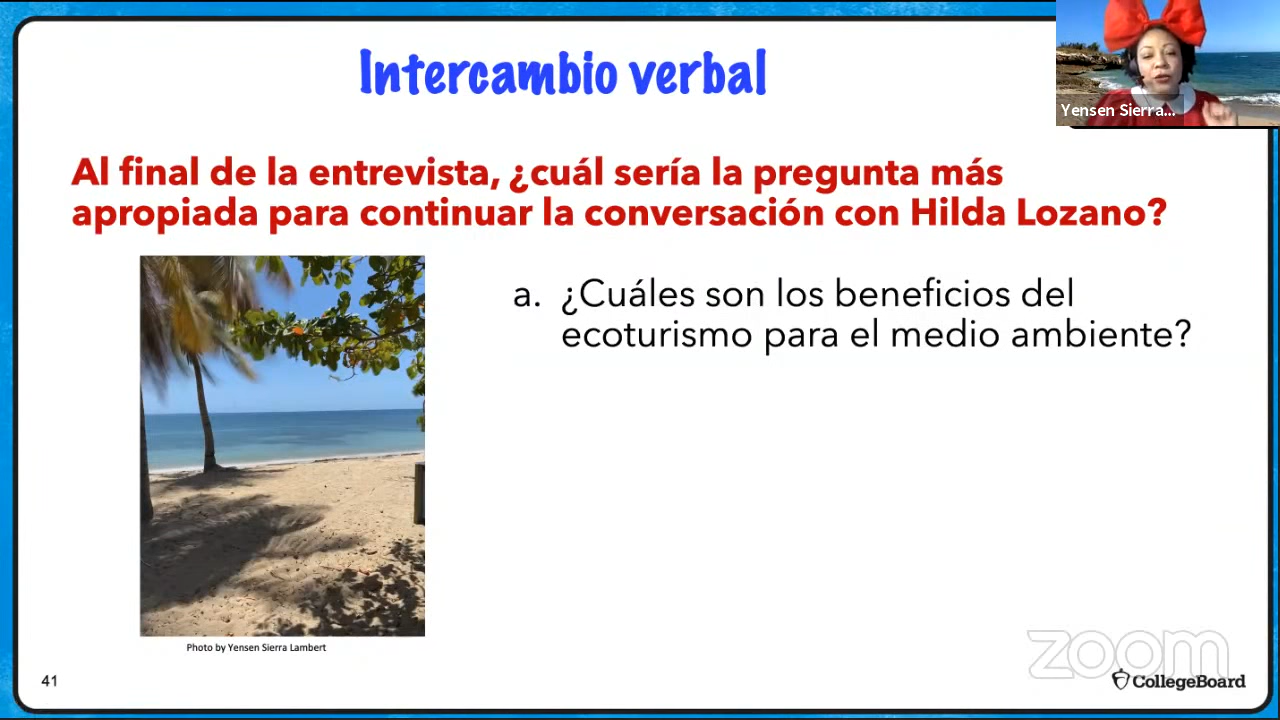 Intercambio verbal
Yensen Sierra...
Al final de la entrevista, ¿cuál sería la pregunta más
apropiada para continuar la conversación con Hilda Lozano?
a. ¿Cuáles son los beneficios del
ecoturismo para el medio ambiente?
Photo by Yensen Sierra Lambert
zoom
41
CollegeBoard